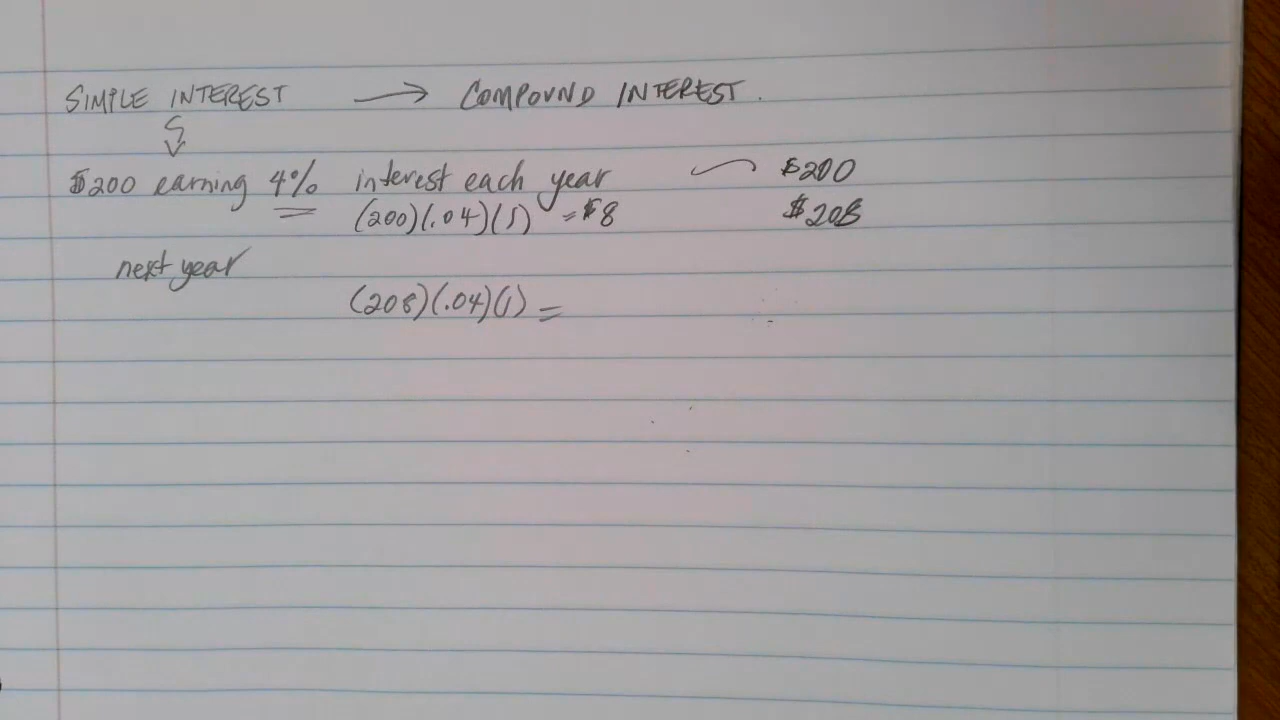 SIMPLE INTEREST → COMPOUND INTEREST.
$200 earning 4% interest each year $200
(200)(.04)(1) = $8 $208
next year
(208)(.04)(1) =